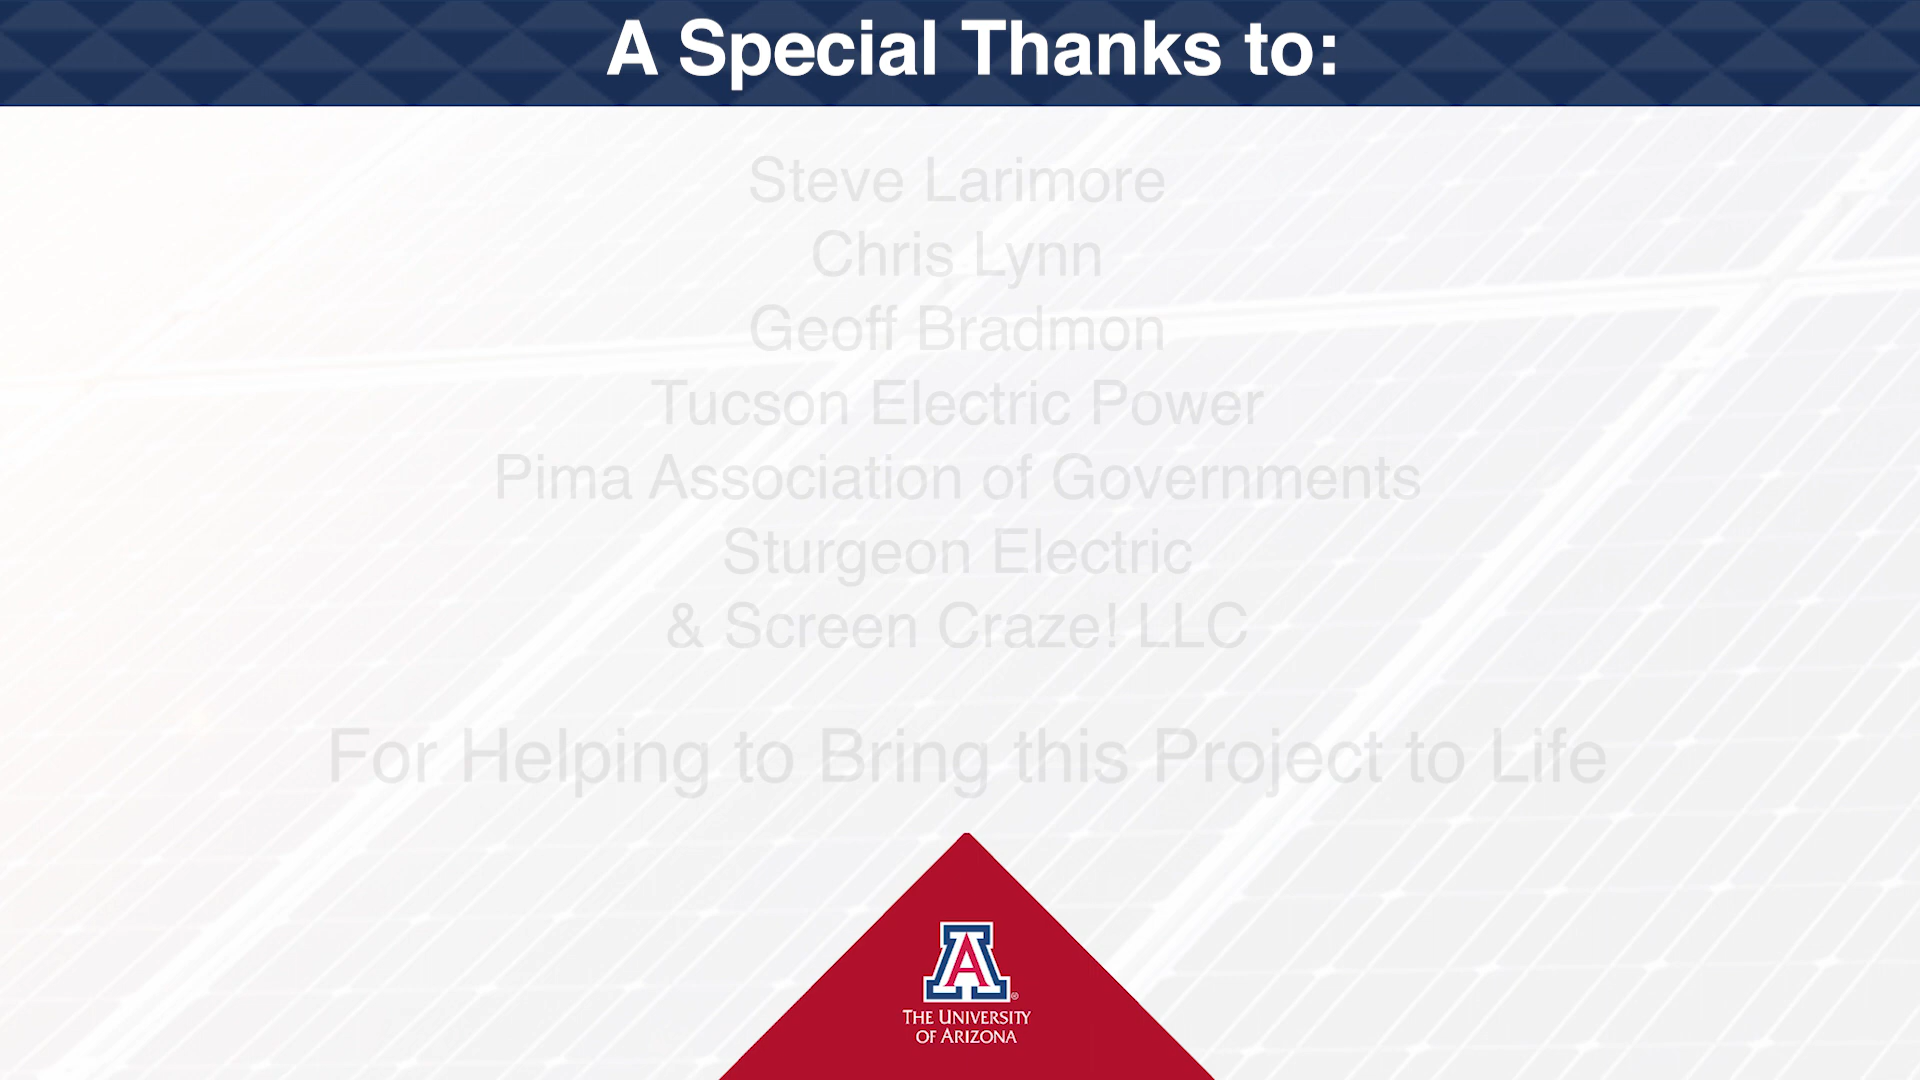 A Special Thanks to:
Steve Larimore
Chris Lynn
Geoff Bradmon
Tucson Electric Power
Pima Association of Governments
Sturgeon Electric
& Screen Craze! LLC
For Helping to Bring this Project to Life
A®
THE UNIVERSITY
OF ARIZONA